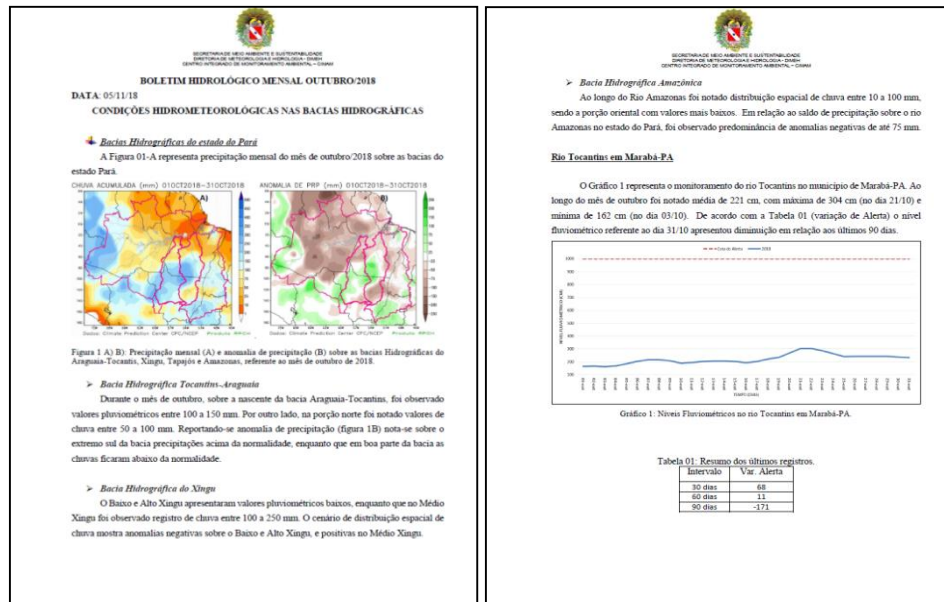 SECRETARIA DE MEIO AMBIENTE E SUSTENTABILIDADE
DIRETORIA DE METEOROLOGIA E HIDROLOGIA - DIMEH
CENTRO INTEGRADO DE MONITORAMENTO AMBIENTAL - CIMAM
BOLETIM HIDROLÓGICO MENSAL OUTUBRO/2018
DATA: 05/11/18
CONDIÇÕES HIDROMETEOROLÓGICAS NAS BACIAS HIDROGRÁFICAS
Bacias Hidrográficas do estado do Pará
A Figura 01-A representa precipitação mensal do mês de outubro/2018 sobre as bacias do
estado Pará.
CHUVA ACUMULADA (mm) 01OCT2018-31OCT2018
A)
ANOMALIA DE PRP (mm) 01OCT2018-31OCT2018
B)
Dados: Climate Prediction Center CPC/NCEP
Dados: Climate Prediction Center CPC/NCEP
Figura 1 A) B): Precipitação mensal (A) e anomalia de precipitação (B) sobre as bacias Hidrográficas do
Araguaia-Tocantis, Xingu, Tapajós e Amazonas, referente ao mês de outubro de 2018.
➢ Bacia Hidrográfica Tocantins-Araguaia
Durante o mês de outubro, sobre a nascente da bacia Araguaia-Tocantins, foi observado
valores pluviométricos entre 100 a 150 mm. Por outro lado, na porção norte foi notado valores de
chuva entre 50 a 100 mm. Reportando-se anomalia de precipitação (figura 1B) nota-se sobre o
extremo sul da bacia precipitações acima da normalidade, enquanto que em boa parte da bacia as
chuvas ficaram abaixo da normalidade.
➢ Bacia Hidrográfica do Xingu
O Baixo e Alto Xingu apresentaram valores pluviométricos baixos, enquanto que no Médio
Xingu foi observado registro de chuva entre 100 a 250 mm. O cenário de distribuição espacial de
chuva mostra anomalias negativas sobre o Baixo e Alto Xingu, e positivas no Médio Xingu.
SECRETARIA DE MEIO AMBIENTE E SUSTENTABILIDADE
DIRETORIA DE METEOROLOGIA E HIDROLOGIA - DIMEH
CENTRO INTEGRADO DE MONITORAMENTO AMBIENTAL - CIMAM
➢ Bacia Hidrográfica Amazônica
Ao longo do Rio Amazonas foi notado distribuição espacial de chuva entre 10 a 100 mm,
sendo a porção oriental com valores mais baixos. Em relação ao saldo de precipitação sobre o rio
Amazonas no estado do Pará, foi observado predominância de anomalias negativas de até 75 mm.
Rio Tocantins em Marabá-PA
O Gráfico 1 representa o monitoramento do rio Tocantins no município de Marabá-PA. Ao
longo do mês de outubro foi notado média de 221 cm, com máxima de 304 cm (no dia 21/10) e
mínima de 162 cm (no dia 03/10). De acordo com a Tabela 01 (variação de Alerta) o nível
fluviométrico referente ao dia 31/10 apresentou diminuição em relação aos últimos 90 dias.
Cota de Alerta 2018
Gráfico 1: Níveis Fluviométricos no rio Tocantins em Marabá-PA.
Tabela 01: Resumo dos últimos registros.
Intervalo Var. Alerta
30 dias 68
60 dias 11
90 dias -171